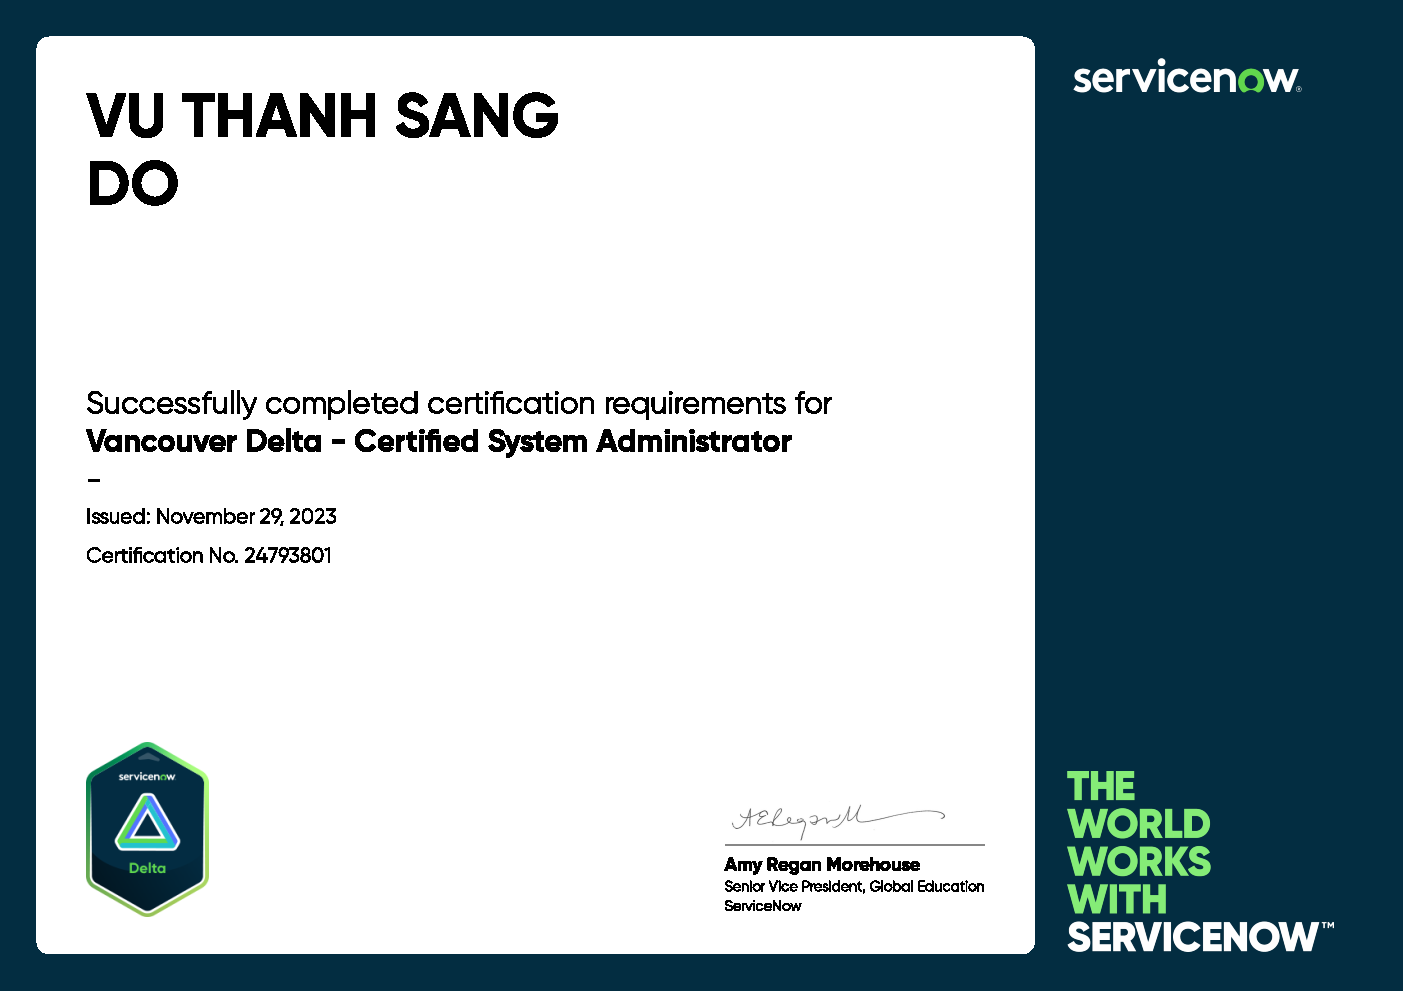 VU THANH SANG
DO
servicenow®
Successfully completed certification requirements for
Vancouver Delta - Certified System Administrator
-
Issued: November 29, 2023
Certification No. 24793801
servicenow
Delta
Amy Regan Morehouse
Senior Vice President, Global Education
ServiceNow
THE
WORLD
WORKS
WITH
SERVICENOW™